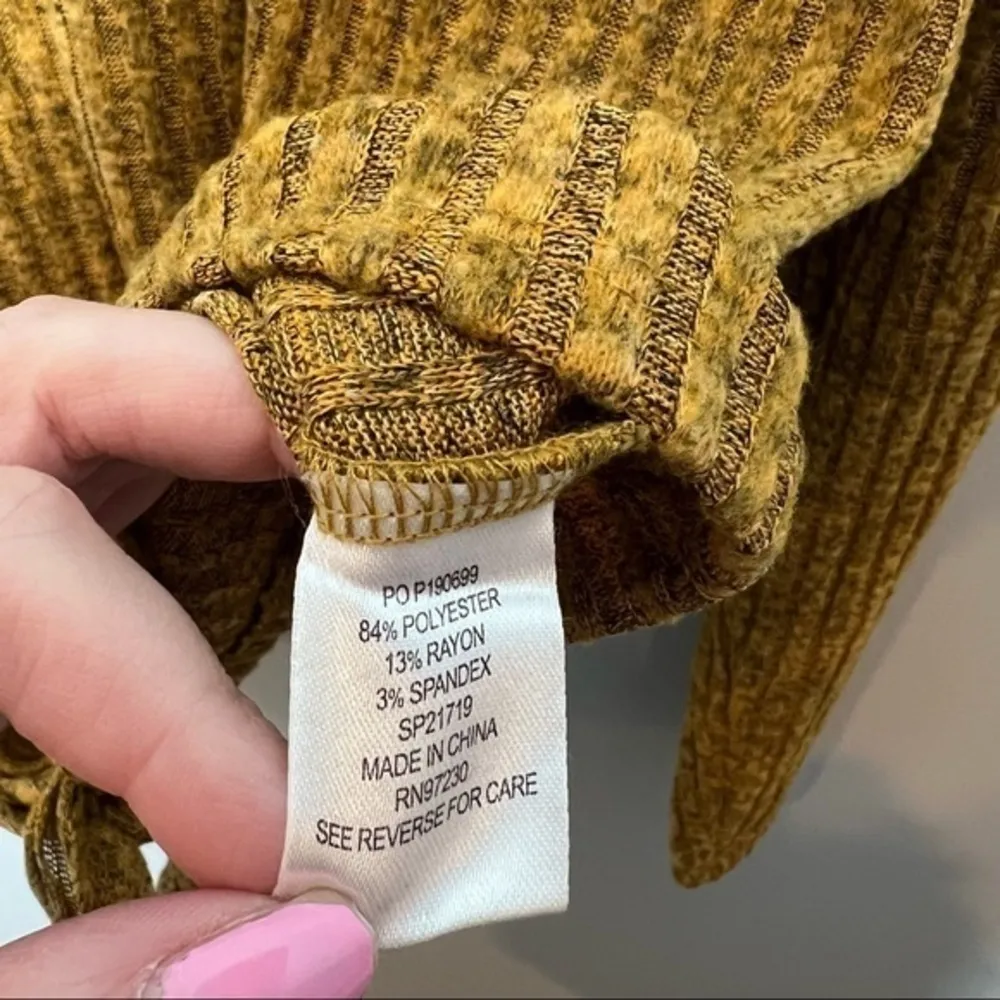 PO P190699
84% POLYESTER
13% RAYON
3% SPANDEX
SP21719
MADE IN CHINA
RN97230
SEE REVERSE FOR CARE